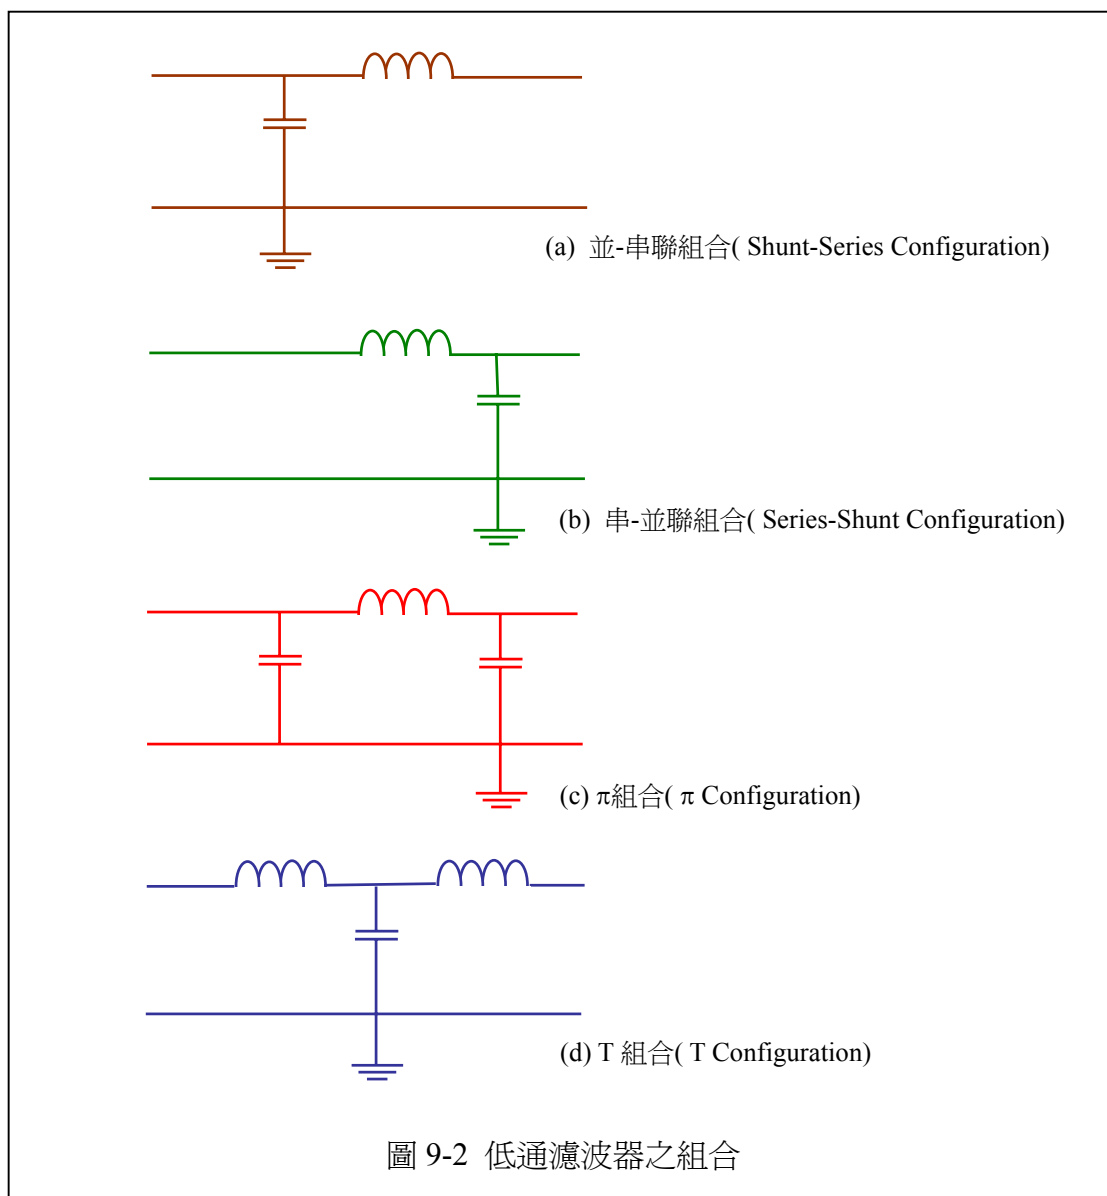 (a) 並-串聯組合( Shunt-Series Configuration)
(b) 串-並聯組合( Series-Shunt Configuration)
(c) π組合( π Configuration)
(d) T 組合( T Configuration)
圖 9-2 低通濾波器之組合